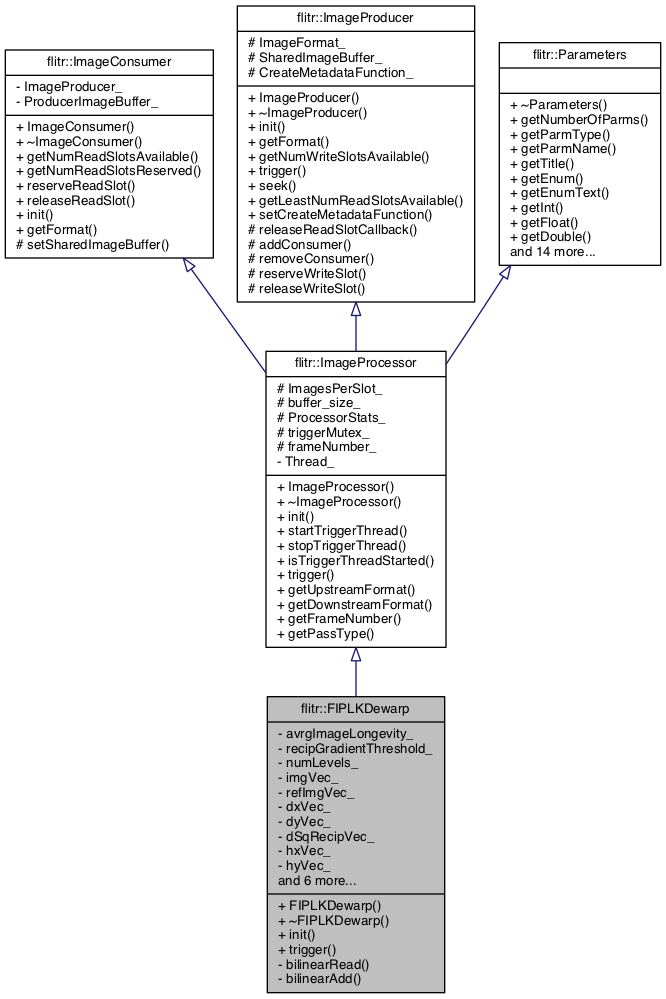 flitr::ImageConsumer
- ImageProducer_
- ProducerImageBuffer_
+ ImageConsumer()
+ ~ImageConsumer()
+ getNumReadSlotsAvailable()
+ getNumReadSlotsReserved()
+ reserveReadSlot()
+ releaseReadSlot()
+ init()
+ getFormat()
# setSharedImageBuffer()
flitr::ImageProducer
# ImageFormat_
# SharedImageBuffer_
# CreateMetadataFunction_
+ ImageProducer()
+ ~ImageProducer()
+ init()
+ getFormat()
+ getNumWriteSlotsAvailable()
+ trigger()
+ seek()
+ getLeastNumReadSlotsAvailable()
+ setCreateMetadataFunction()
# releaseReadSlotCallback()
# addConsumer()
# removeConsumer()
# reserveWriteSlot()
# releaseWriteSlot()
flitr::Parameters
+ ~Parameters()
+ getNumberOfParms()
+ getParmType()
+ getParmName()
+ getTitle()
+ getEnum()
+ getEnumText()
+ getInt()
+ getFloat()
+ getDouble()
and 14 more...
flitr::ImageProcessor
# ImagesPerSlot_
# buffer_size_
# ProcessorStats_
# triggerMutex_
# frameNumber_
- Thread_
+ ImageProcessor()
+ ~ImageProcessor()
+ init()
+ startTriggerThread()
+ stopTriggerThread()
+ isTriggerThreadStarted()
+ trigger()
+ getUpstreamFormat()
+ getDownstreamFormat()
+ getFrameNumber()
+ getPassType()
flitr::FIPLKDewarp
- avrgImageLongevity_
- recipGradientThreshold_
- numLevels_
- imgVec_
- refImgVec_
- dxVec_
- dyVec_
- dSqRecipVec_
- hxVec_
- hyVec_
and 6 more...
+ FIPLKDewarp()
+ ~FIPLKDewarp()
+ init()
+ trigger()
- bilinearRead()
- bilinearAdd()